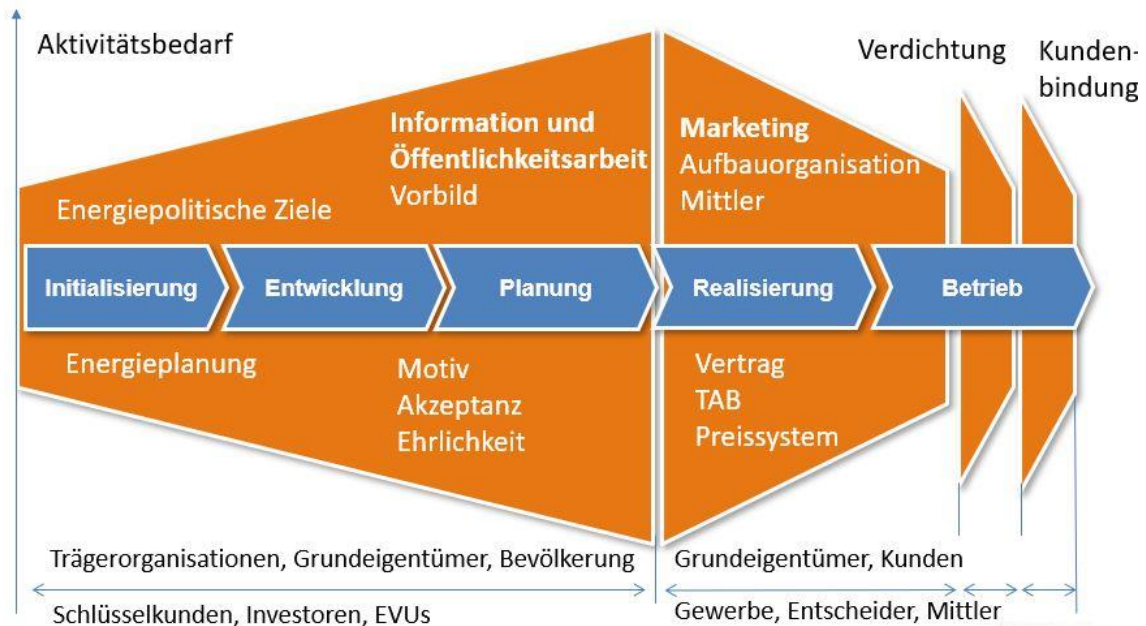 Aktivitätsbedarf
Verdichtung
Kunden-
bindung
Information und
Öffentlichkeitsarbeit
Vorbild
Marketing
Aufbauorganisation
Mittler
Energiepolitische Ziele
Initialisierung
Entwicklung
Planung
Realisierung
Betrieb
Energieplanung
Motiv
Akzeptanz
Ehrlichkeit
Vertrag
TAB
Preissystem
Trägerorganisationen, Grundeigentümer, Bevölkerung
Grundeigentümer, Kunden
Schlüsselkunden, Investoren, EVUs
Gewerbe, Entscheider, Mittler